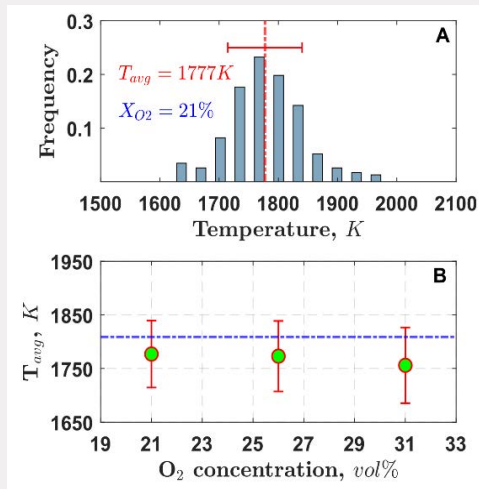 A
0.3
0.2
0.1
Frequency
T_avg = 1777K
X_O2 = 21%
1500 1600 1700 1800 1900 2000 2100
Temperature, K
B
1950
1850
1750
1650
T_avg, K
19 21 23 25 27 29 31 33
O₂ concentration, vol%